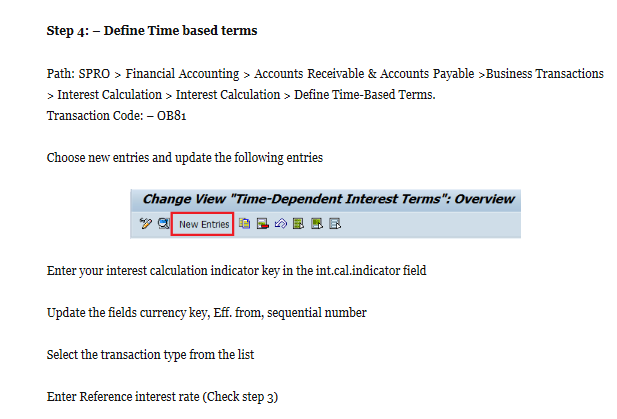 Step 4: – Define Time based terms
Path: SPRO > Financial Accounting > Accounts Receivable & Accounts Payable >Business Transactions
> Interest Calculation > Interest Calculation > Define Time-Based Terms.
Transaction Code: – OB81
Choose new entries and update the following entries
Change View "Time-Dependent Interest Terms": Overview
New Entries
Enter your interest calculation indicator key in the int.cal.indicator field
Update the fields currency key, Eff. from, sequential number
Select the transaction type from the list
Enter Reference interest rate (Check step 3)